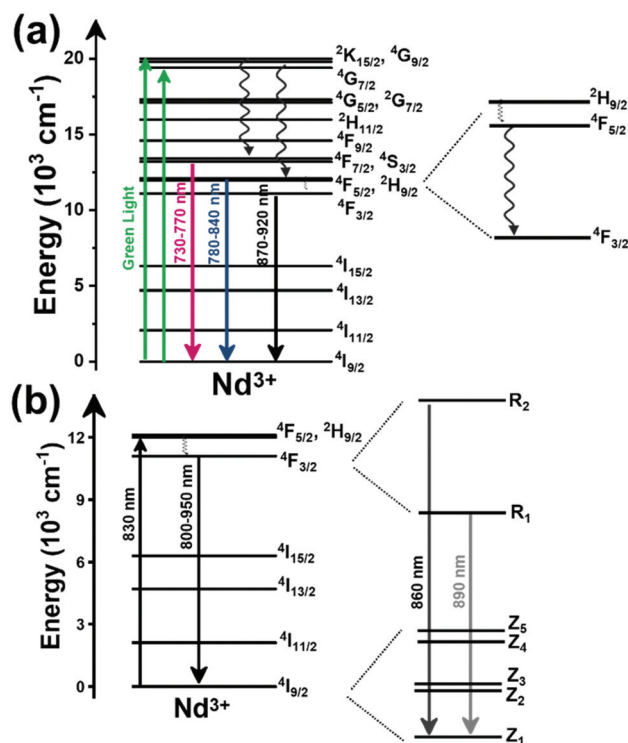 (a)
Energy (10³ cm⁻¹)
20
15
10
5
0
Green Light
730-770 nm
780-840 nm
870-920 nm
²K₁₅/₂, ⁴G₉/₂
⁴G₇/₂
⁴G₅/₂, ²G₇/₂
²H₁₁/₂
⁴F₉/₂
⁴F₇/₂, ⁴S₃/₂
⁴F₅/₂, ²H₉/₂
⁴F₃/₂
⁴I₁₅/₂
⁴I₁₃/₂
⁴I₁₁/₂
⁴I₉/₂
Nd³⁺
²H₉/₂
⁴F₅/₂
⁴F₃/₂
(b)
Energy (10³ cm⁻¹)
12
9
6
3
0
830 nm
800-950 nm
⁴F₅/₂, ²H₉/₂
⁴F₃/₂
⁴I₁₅/₂
⁴I₁₃/₂
⁴I₁₁/₂
⁴I₉/₂
Nd³⁺
R₂
R₁
860 nm
890 nm
Z₅
Z₄
Z₃
Z₂
Z₁